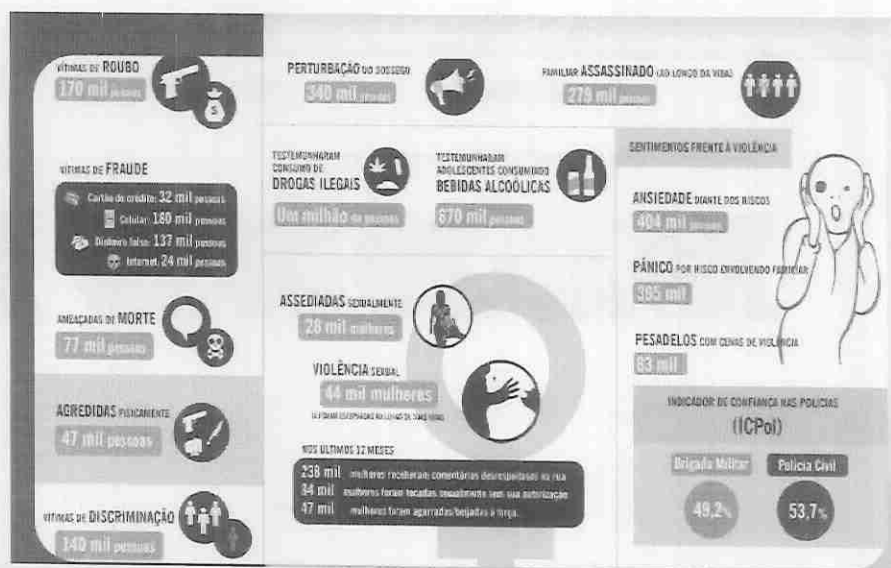 VÍTIMAS DE ROUBO
170 mil pessoas
PERTURBAÇÃO DO SOSSEGO
340 mil pessoas
FAMILIAR ASSASSINADO (AO LONGO DA VIDA)
279 mil pessoas
VÍTIMAS DE FRAUDE
Cartão de crédito: 32 mil pessoas
Celular: 180 mil pessoas
Dinheiro falso: 137 mil pessoas
Internet: 24 mil pessoas
TESTEMUNHARAM
CONSUMO DE
DROGAS ILEGAIS
Um milhão de pessoas
TESTEMUNHARAM
ADOLESCENTES CONSUMINDO
BEBIDAS ALCOÓLICAS
870 mil pessoas
SENTIMENTOS FRENTE À VIOLÊNCIA
ANSIEDADE DIANTE DOS RISCOS
404 mil pessoas
PÂNICO POR RISCO ENVOLVENDO FAMILIAR
395 mil
PESADELOS COM CENAS DE VIOLÊNCIA
83 mil
AMEAÇADAS DE MORTE
77 mil pessoas
AGREDIDAS FISICAMENTE
47 mil pessoas
VÍTIMAS DE DISCRIMINAÇÃO
140 mil pessoas
ASSEDIADAS SEXUALMENTE
28 mil mulheres
VIOLÊNCIA SEXUAL
44 mil mulheres
NOS ÚLTIMOS 12 MESES
238 mil mulheres receberam comentários desrespeitosos na rua
mil mulheres foram tocadas sexualmente sem sua autorização
47 mil mulheres foram agarradas/beijadas à força.
INDICADOR DE CONFIANÇA NAS POLÍCIAS
(ICPol)
Brigada Militar
49,2%
Polícia Civil
53,7%